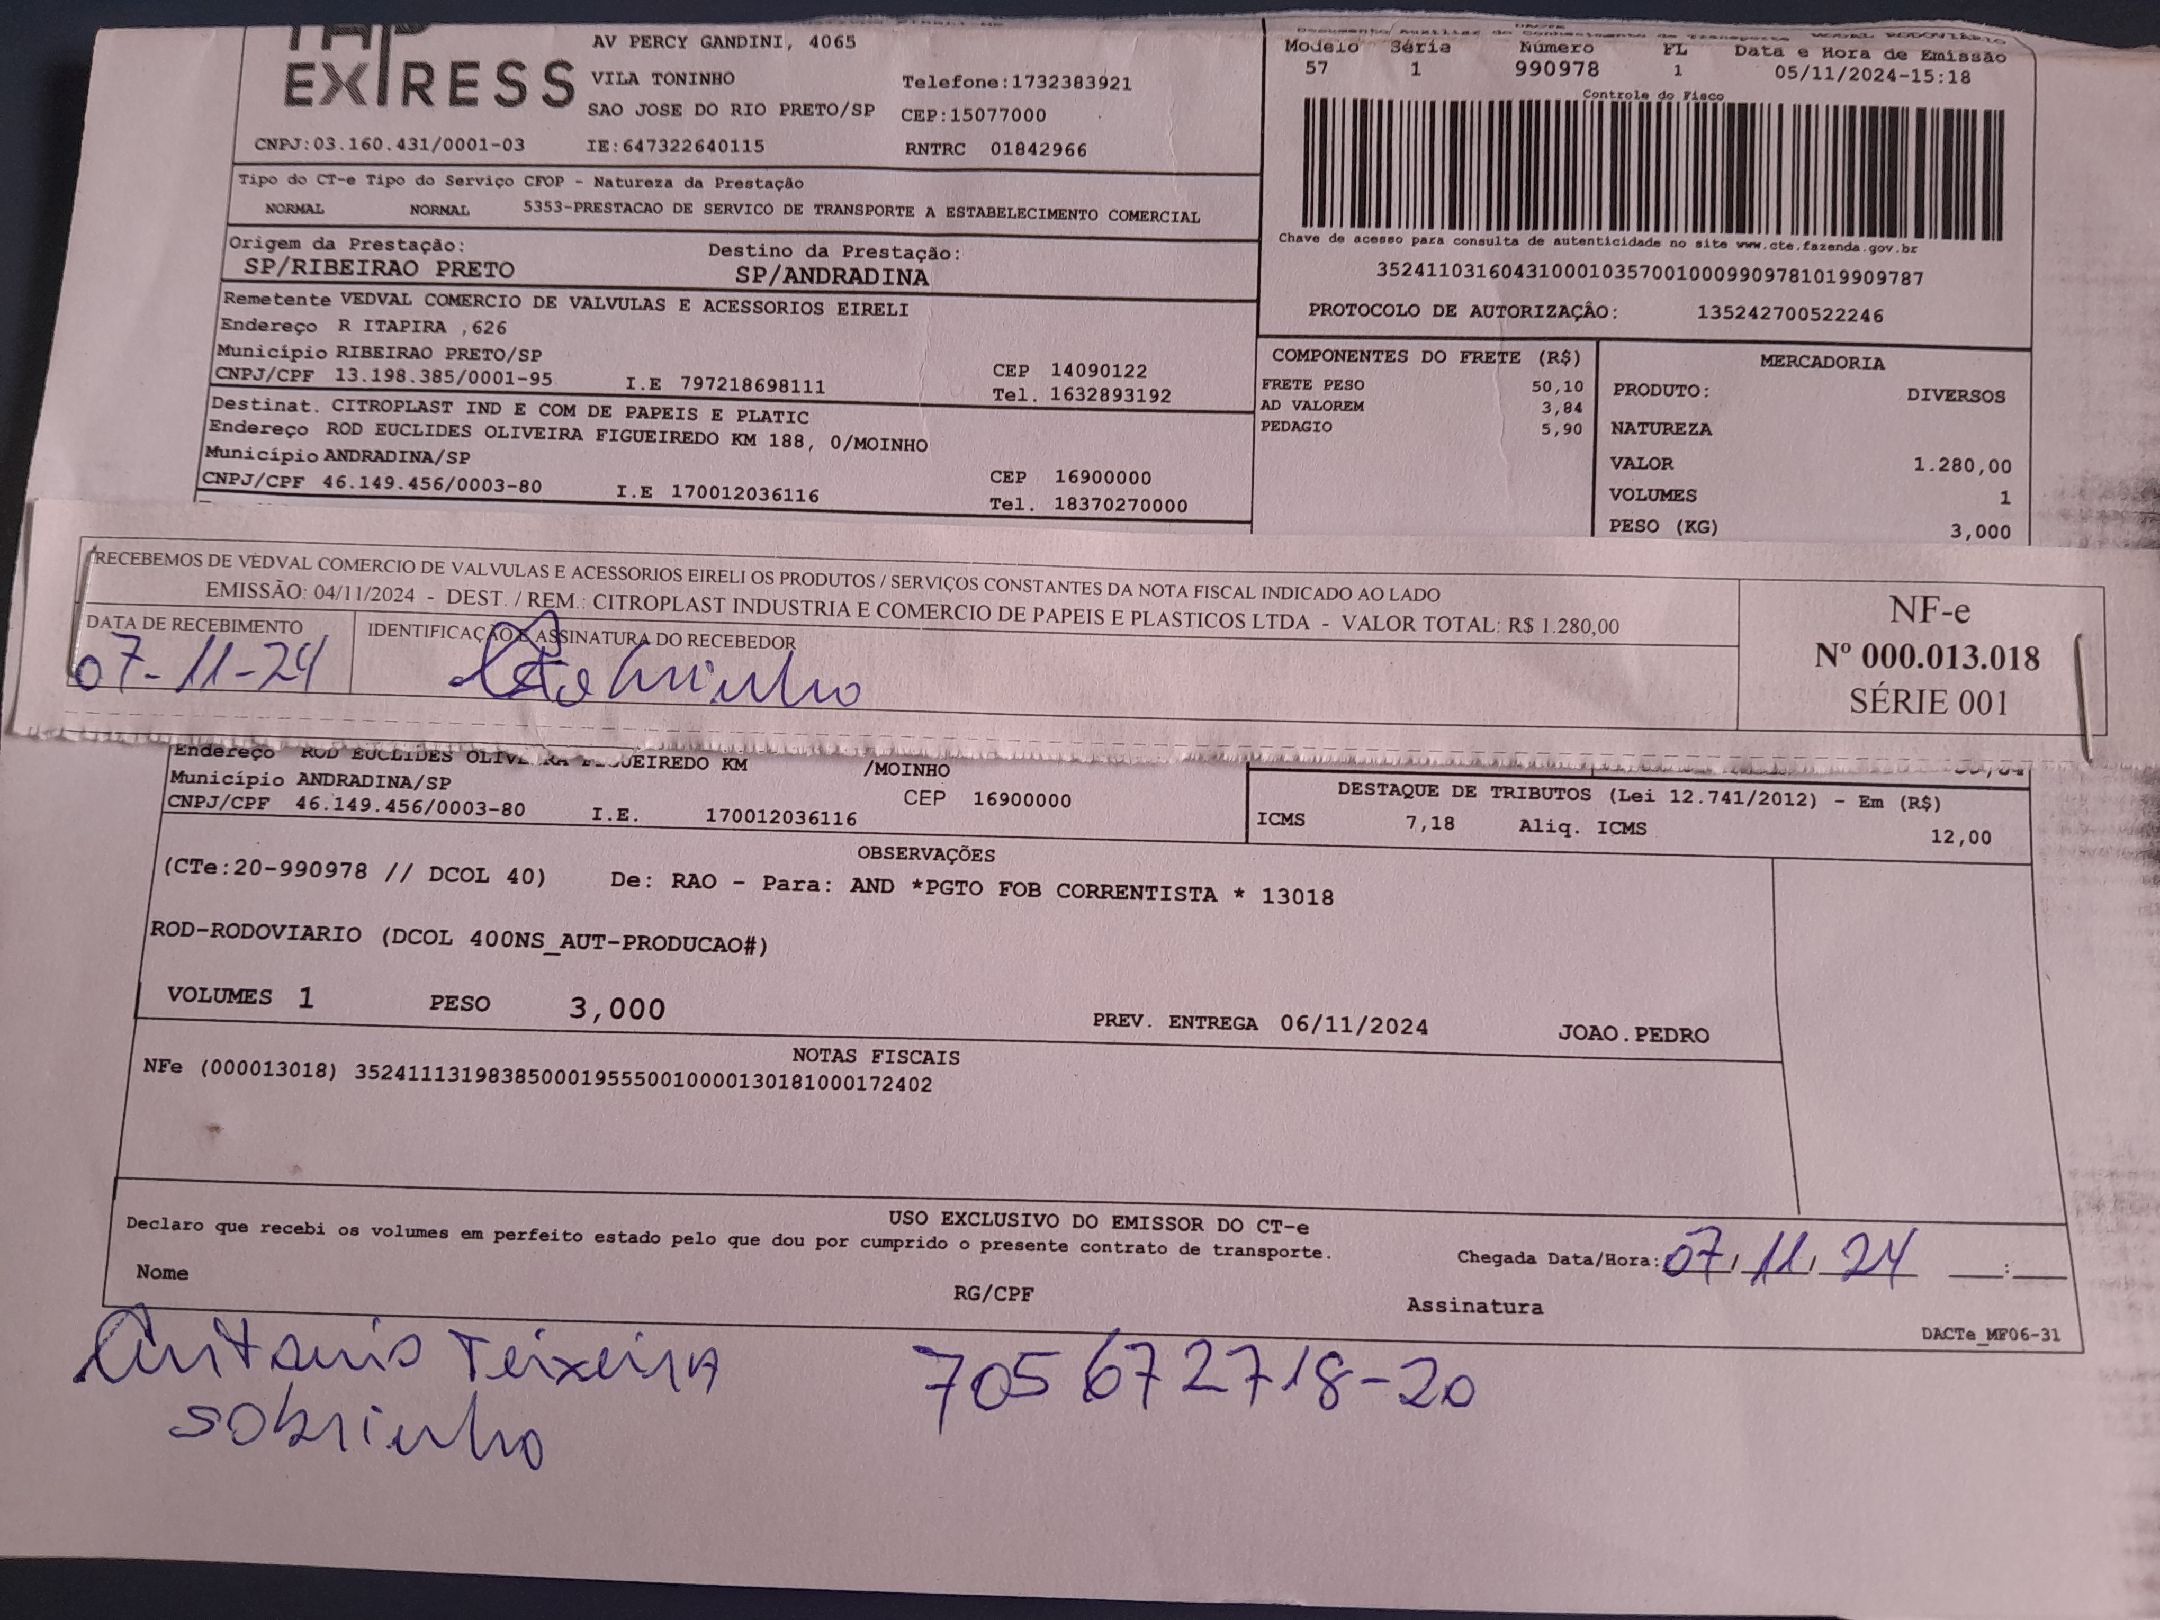 EXPRESS
AV PERCY GANDINI, 4065
VILA TONINHO
SAO JOSE DO RIO PRETO/SP
Telefone:1732383921
CEP:15077000
CNPJ:03.160.431/0001-03 IE:647322640115 RNTRC 01842966
Modelo Séria Número FL Data e Hora de Emissão
57 1 990978 1 05/11/2024-15:18
Controle do Fisco
Chave de acesso para consulta de autenticidade no site www.cte.fazenda.gov.br
35241103160431000103570010009909781019909787
PROTOCOLO DE AUTORIZAÇÂO: 135242700522246
Tipo do CT-e Tipo do Serviço CFOP - Natureza da Prestação
NORMAL NORMAL 5353-PRESTACAO DE SERVICO DE TRANSPORTE A ESTABELECIMENTO COMERCIAL
Origem da Prestação: Destino da Prestação:
SP/RIBEIRAO PRETO SP/ANDRADINA
Remetente VEDVAL COMERCIO DE VALVULAS E ACESSORIOS EIRELI
Endereço R ITAPIRA ,626
Município RIBEIRAO PRETO/SP CEP 14090122
CNPJ/CPF 13.198.385/0001-95 I.E 797218698111 Tel. 1632893192
Destinat. CITROPLAST IND E COM DE PAPEIS E PLATIC
Endereço ROD EUCLIDES OLIVEIRA FIGUEIREDO KM 188, 0/MOINHO
Município ANDRADINA/SP CEP 16900000
CNPJ/CPF 46.149.456/0003-80 I.E 170012036116 Tel. 18370270000
COMPONENTES DO FRETE (R$)
FRETE PESO 50,10
AD VALOREM 3,84
PEDAGIO 5,90
MERCADORIA
PRODUTO: DIVERSOS
NATUREZA
VALOR 1.280,00
VOLUMES 1
PESO (KG) 3,000
RECEBEMOS DE VEDVAL COMERCIO DE VALVULAS E ACESSORIOS EIRELI OS PRODUTOS / SERVIÇOS CONSTANTES DA NOTA FISCAL INDICADO AO LADO
EMISSÃO: 04/11/2024 - DEST. / REM.: CITROPLAST INDUSTRIA E COMERCIO DE PAPEIS E PLASTICOS LTDA - VALOR TOTAL: R$ 1.280,00
DATA DE RECEBIMENTO IDENTIFICAÇÃO E ASSINATURA DO RECEBEDOR
07-11-24
NF-e
Nº 000.013.018
SÉRIE 001
Endereço ROD EUCLIDES OLIVEIRA FIGUEIREDO KM /MOINHO
Município ANDRADINA/SP CEP 16900000
CNPJ/CPF 46.149.456/0003-80 I.E. 170012036116
DESTAQUE DE TRIBUTOS (Lei 12.741/2012) - Em (R$)
ICMS 7,18 Aliq. ICMS 12,00
OBSERVAÇÕES
(CTe:20-990978 // DCOL 40) De: RAO - Para: AND *PGTO FOB CORRENTISTA * 13018
ROD-RODOVIARIO (DCOL 400NS_AUT-PRODUCAO#)
VOLUMES 1 PESO 3,000 PREV. ENTREGA 06/11/2024 JOAO.PEDRO
NOTAS FISCAIS
NFe (000013018) 35241113198385000195550010000130181000172402
USO EXCLUSIVO DO EMISSOR DO CT-e
Declaro que recebi os volumes em perfeito estado pelo que dou por cumprido o presente contrato de transporte.
Chegada Data/Hora: 07/11/24 __:__
Nome RG/CPF Assinatura
DACTe_MF06-31
Antonio Teixeira 705672718-20
sobrinho